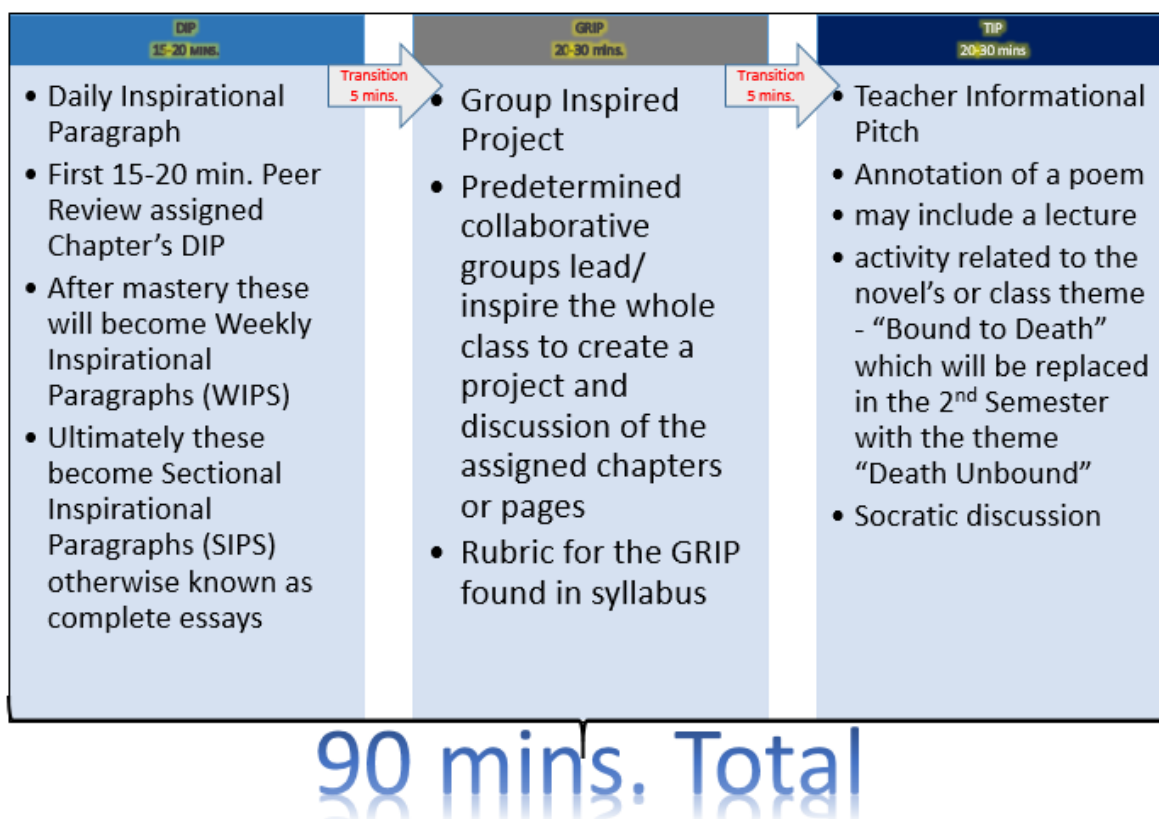 DIP
15-20 MINS.
• Daily Inspirational
Paragraph
• First 15-20 min. Peer
Review assigned
Chapter's DIP
• After mastery these
will become Weekly
Inspirational
Paragraphs (WIPS)
• Ultimately these
become Sectional
Inspirational
Paragraphs (SIPS)
otherwise known as
complete essays
Transition
5 mins.
GRIP
20-30 mins.
• Group Inspired
Project
• Predetermined
collaborative
groups lead/
inspire the whole
class to create a
project and
discussion of the
assigned chapters
or pages
• Rubric for the GRIP
found in syllabus
Transition
5 mins.
TIP
20-30 mins
• Teacher Informational
Pitch
• Annotation of a poem
• may include a lecture
• activity related to the
novel's or class theme
- “Bound to Death”
which will be replaced
in the 2nd Semester
with the theme
“Death Unbound”
• Socratic discussion
90 mins. Total